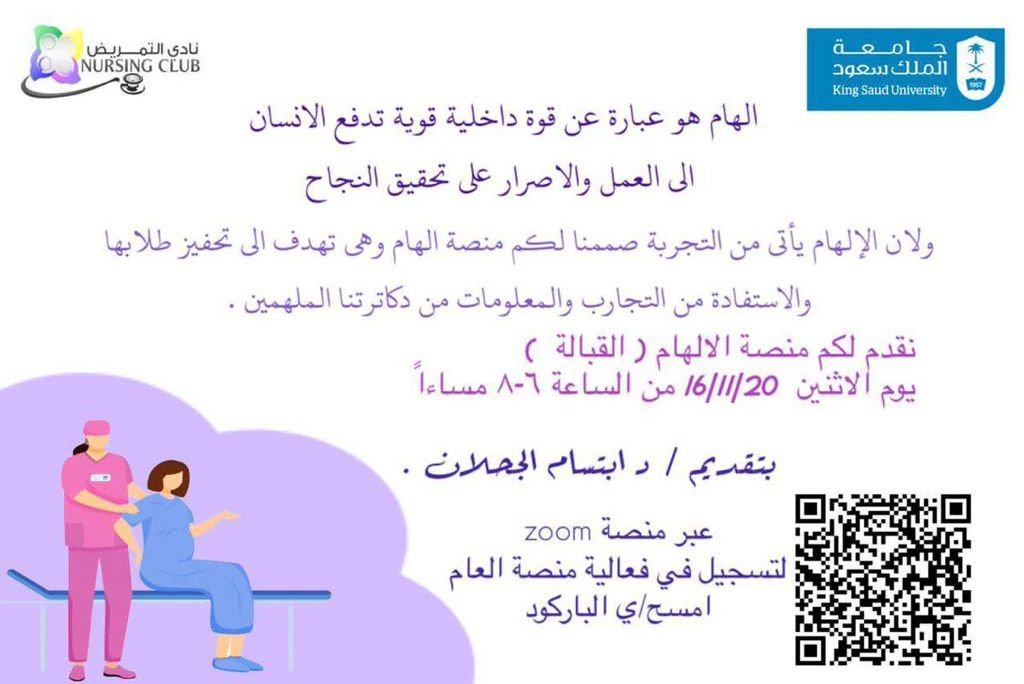 نادي التمريض
NURSING CLUB
جامعة
الملك سعود
King Saud University
1957
الهام هو عبارة عن قوة داخلية قوية تدفع الانسان
الى العمل والاصرار على تحقيق النجاح
ولان الإلهام يأتى من التجربة صممنا لكم منصة الهام وهى تهدف الى تحفيز طلابها
والاستفادة من التجارب والمعلومات من دكاترتنا الملهمين .
نقدم لكم منصة الالهام ( القبالة )
يوم الاثنين 16/11/20 من الساعة ٦-٨ مساءاً
بتقديم / د ابتسام الجحلان .
عبر منصة zoom
لتسجيل في فعالية منصة العام
امسح/ي الباركود